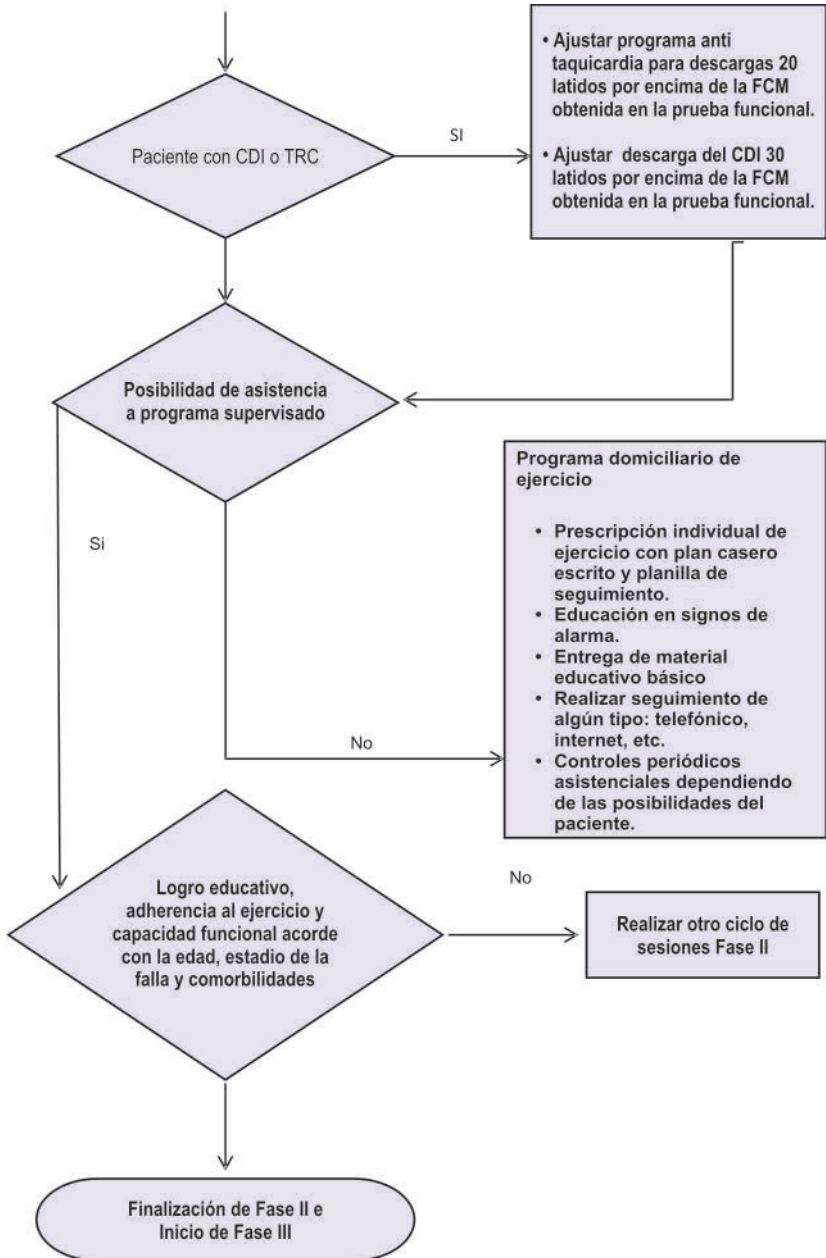 Paciente con CDI o TRC
SI
• Ajustar programa anti
taquicardia para descargas 20
latidos por encima de la FCM
obtenida en la prueba funcional.
• Ajustar descarga del CDI 30
latidos por encima de la FCM
obtenida en la prueba funcional.
Posibilidad de asistencia
a programa supervisado
Si
No
Programa domiciliario de
ejercicio
• Prescripción individual de
ejercicio con plan casero
escrito y planilla de
seguimiento.
• Educación en signos de
alarma.
• Entrega de material
educativo básico
• Realizar seguimiento de
algún tipo: telefónico,
internet, etc.
• Controles periódicos
asistenciales dependiendo
de las posibilidades del
paciente.
Logro educativo,
adherencia al ejercicio y
capacidad funcional acorde
con la edad, estadio de la
falla y comorbilidades
No
Realizar otro ciclo de
sesiones Fase II
Finalización de Fase II e
Inicio de Fase III